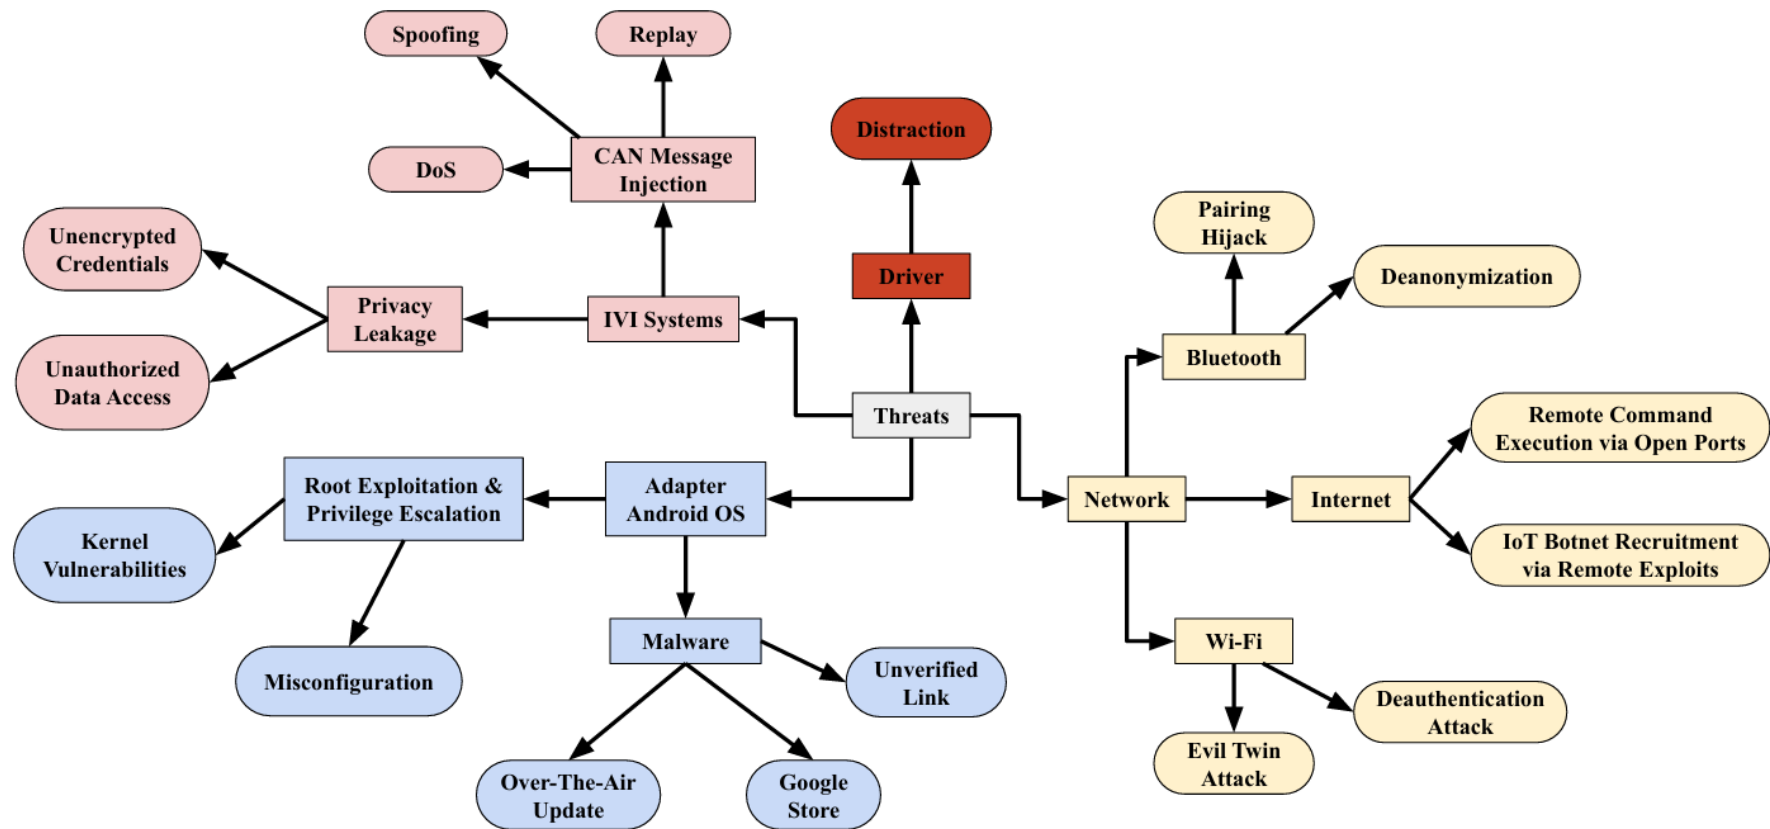 Spoofing
Replay
Distraction
DoS
CAN Message
Injection
Pairing
Hijack
Unencrypted
Credentials
Driver
Deanonymization
Privacy
Leakage
IVI Systems
Bluetooth
Unauthorized
Data Access
Threats
Remote Command
Execution via Open Ports
Root Exploitation &
Privilege Escalation
Adapter
Android OS
Network
Internet
Kernel
Vulnerabilities
IoT Botnet Recruitment
via Remote Exploits
Malware
Wi-Fi
Misconfiguration
Unverified
Link
Deauthentication
Attack
Evil Twin
Attack
Over-The-Air
Update
Google
Store